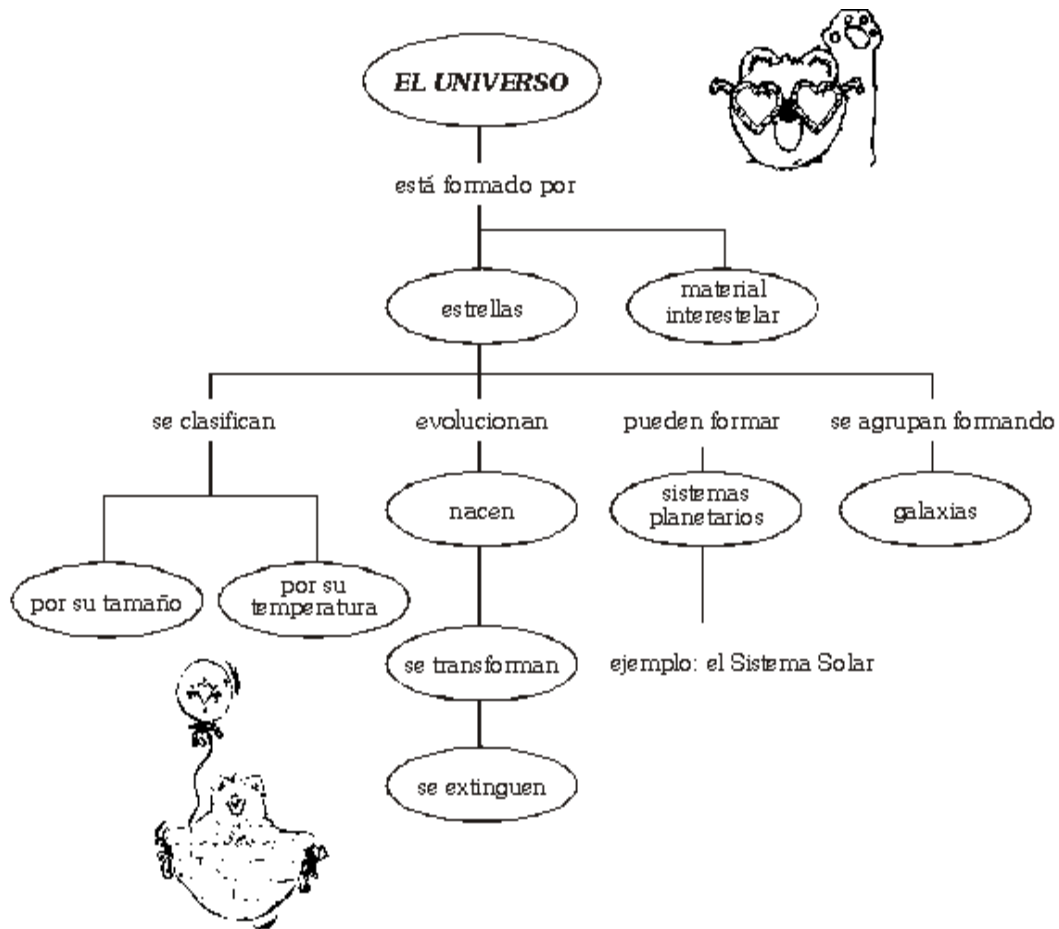 EL UNIVERSO
está formado por
estrellas
material
interestelar
se clasifican
evolucionan
pueden formar
se agrupan formando
nacen
sistemas
planetarios
galaxias
por su tamaño
por su
temperatura
se transforman
ejemplo: el Sistema Solar
se extinguen